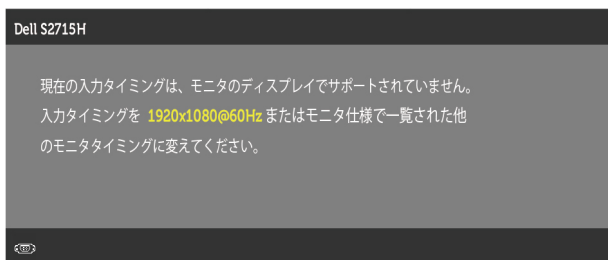 Dell S2715H
現在の入力タイミングは、モニタのディスプレイでサポートされていません。
入力タイミングを 1920x1080@60Hz またはモニタ仕様で一覧された他
のモニタタイミングに変えてください。